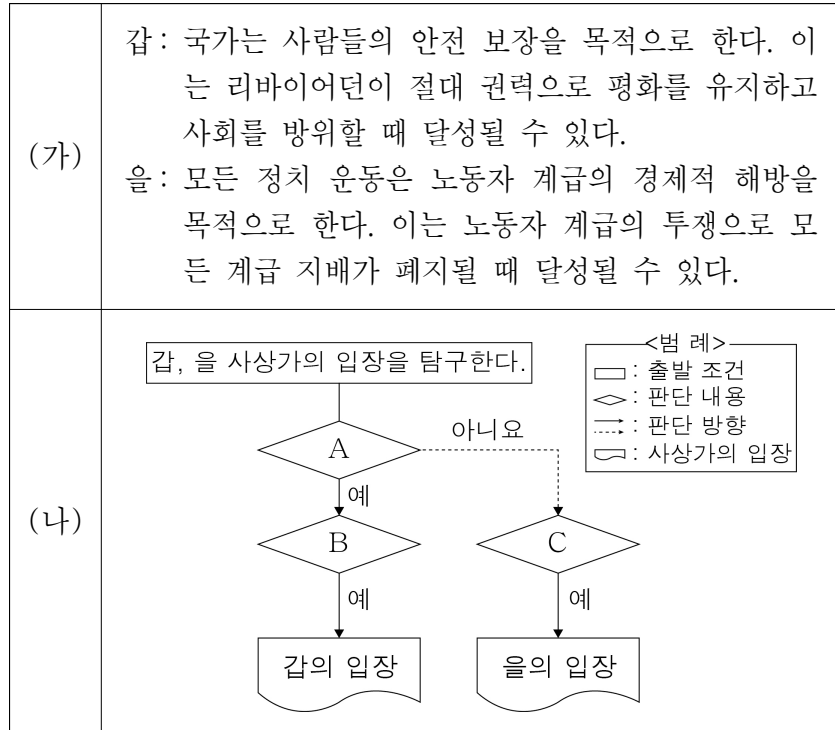 (가)
갑: 국가는 사람들의 안전 보장을 목적으로 한다. 이
는 리바이어던이 절대 권력으로 평화를 유지하고
사회를 방위할 때 달성될 수 있다.
을: 모든 정치 운동은 노동자 계급의 경제적 해방을
목적으로 한다. 이는 노동자 계급의 투쟁으로 모
든 계급 지배가 폐지될 때 달성될 수 있다.
(나)
갑, 을 사상가의 입장을 탐구한다.
<범 례>
: 출발 조건
: 판단 내용
: 판단 방향
: 사상가의 입장
A
아니요
예
B
C
예
예
갑의 입장
을의 입장